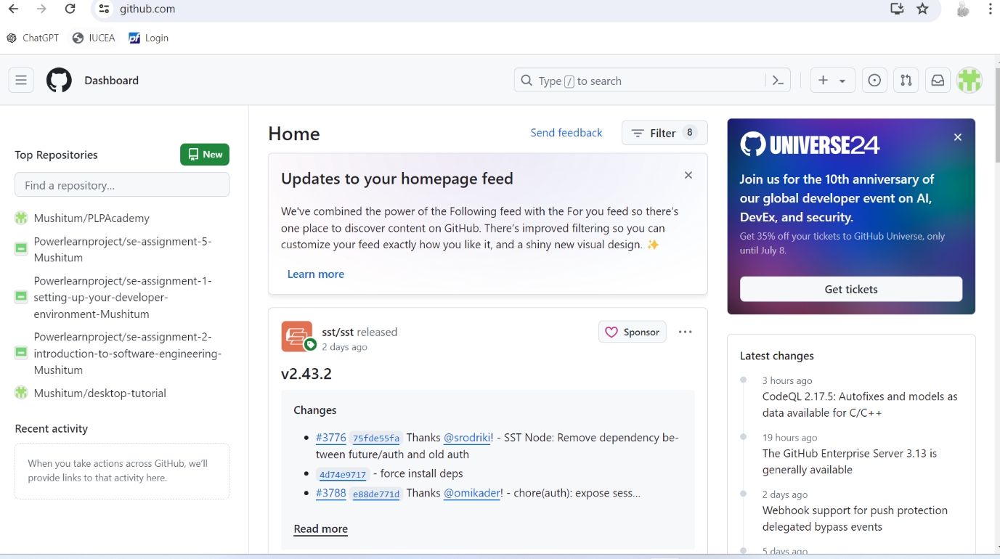 github.com
ChatGPT
IUCEA
Login
Dashboard
Type / to search
Top Repositories
New
Find a repository...
Mushitum/PLPAcademy
Powerlearnproject/se-assignment-5-
Mushitum
Powerlearnproject/se-assignment-1-
setting-up-your-developer-
environment-Mushitum
Powerlearnproject/se-assignment-2-
introduction-to-software-engineering-
Mushitum
Mushitum/desktop-tutorial
Recent activity
When you take actions across GitHub, we'll
provide links to that activity here.
Home
Send feedback
Filter 8
Updates to your homepage feed
We've combined the power of the Following feed with the For you feed so there's
one place to discover content on GitHub. There's improved filtering so you can
customize your feed exactly how you like it, and a shiny new visual design. ✨
Learn more
sst/sst released
2 days ago
Sponsor
v2.43.2
Changes
#3776 75fde55fa Thanks @srodriki! - SST Node: Remove dependency be-
tween future/auth and old auth
4d74e9717 - force install deps
#3788 e88de771d Thanks @omikader! - chore(auth): expose sess...
Read more
UNIVERSE24
Join us for the 10th anniversary of
our global developer event on AI,
DevEx, and security.
Get 35% off your tickets to GitHub Universe, only
until July 8.
Get tickets
Latest changes
3 hours ago
CodeQL 2.17.5: Autofixes and models as
data available for C/C++
19 hours ago
The GitHub Enterprise Server 3.13 is
generally available
2 days ago
Webhook support for push protection
delegated bypass events
5 days ago